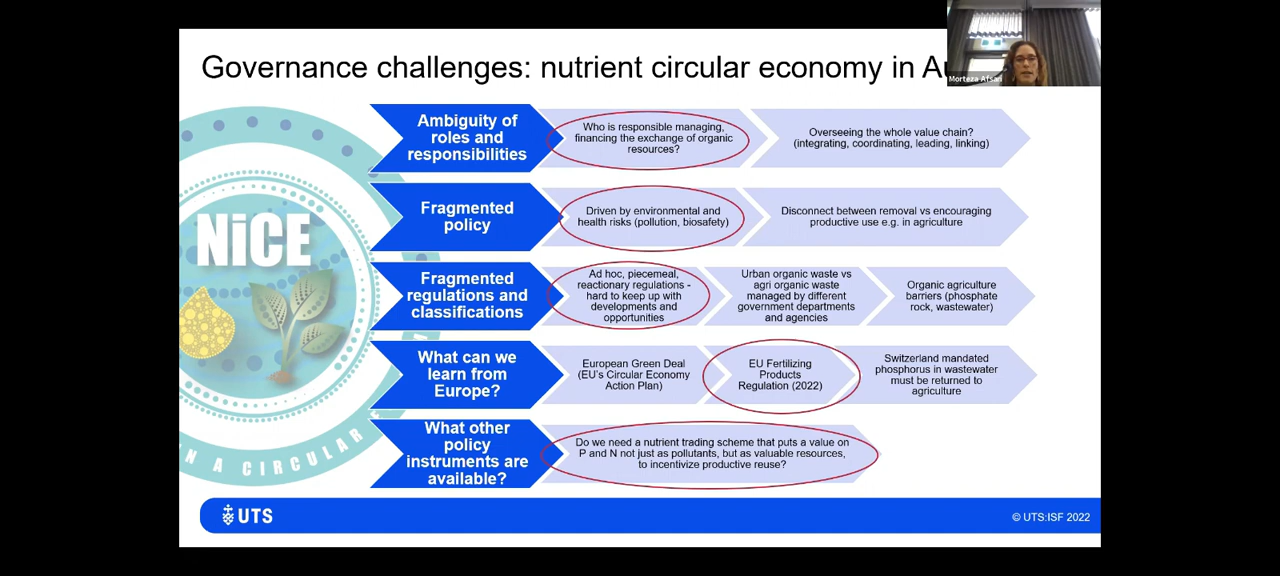 Governance challenges: nutrient circular economy in
Morteza Afsari
Ambiguity of
roles and
responsibilities
Who is responsible managing,
financing the exchange of organic
resources?
Overseeing the whole value chain?
(integrating, coordinating, leading, linking)
Fragmented
policy
Driven by environmental and
health risks (pollution, biosafety)
Disconnect between removal vs encouraging
productive use e.g. in agriculture
Fragmented
regulations and
classifications
Ad hoc, piecemeal,
reactionary regulations -
hard to keep up with
developments and
opportunities
Urban organic waste vs
agri organic waste
managed by different
government departments
and agencies
Organic agriculture
barriers (phosphate
rock, wastewater)
What can we
learn from
Europe?
European Green Deal
(EU's Circular Economy
Action Plan)
EU Fertilizing
Products
Regulation (2022)
Switzerland mandated
phosphorus in wastewater
must be returned to
agriculture
What other
policy
instruments are
available?
Do we need a nutrient trading scheme that puts a value on
P and N not just as pollutants, but as valuable resources,
to incentivize productive reuse?
NiCE
N A CIRCULAR
UTS
© UTS:ISF 2022